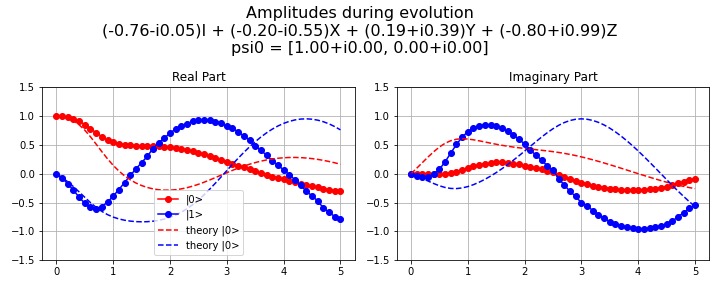 Amplitudes during evolution
(-0.76-i0.05)I + (-0.20-i0.55)X + (0.19+i0.39)Y + (-0.80+i0.99)Z
psi0 = [1.00+i0.00, 0.00+i0.00]
Real Part
1.5
1.0
0.5
0.0
−0.5
−1.0
−1.5
0 1 2 3 4 5
|0>
|1>
theory |0>
theory |0>
Imaginary Part
1.5
1.0
0.5
0.0
−0.5
−1.0
−1.5
0 1 2 3 4 5